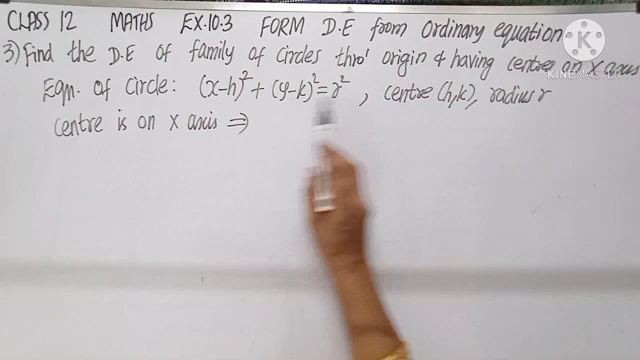 CLASS 12 MATHS EX.10.3 FORM D.E from Ordinary equation
3) Find the D.E of family of circles thro' origin & having centre on X axis
Eqn. of Circle: (x-h)² + (y-k)² = r², centre (h,k), radius r
centre is on X axis ⇒
K
KINEMASTER